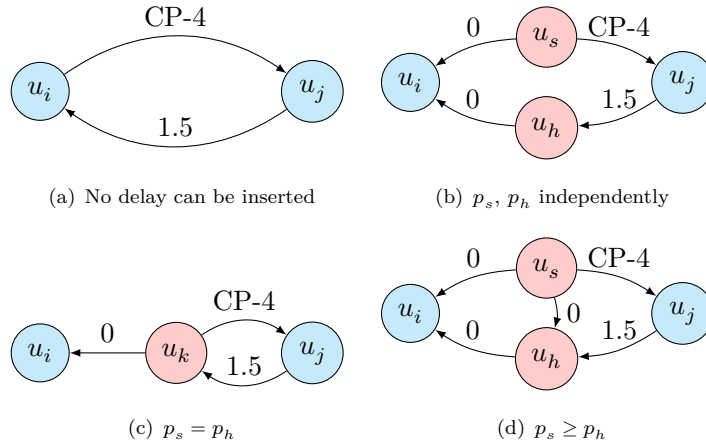 CP-4
u_i
u_j
1.5
(a) No delay can be inserted
0
u_s
CP-4
u_i
u_j
0
u_h
1.5
(b) p_s, p_h independently
CP-4
0
u_i
u_k
1.5
u_j
(c) p_s = p_h
0
u_s
CP-4
u_i
0
u_j
0
u_h
1.5
(d) p_s ≥ p_h